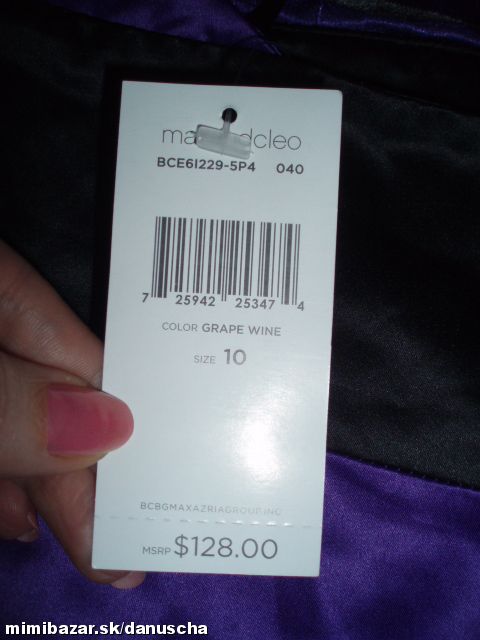 BCE6I229-5P4 040
7 25942 25347 4
COLOR GRAPE WINE
SIZE 10
BCBGMAXAZRIAGROUP,INC
MSRP $128.00
mimibazar.sk/danuscha